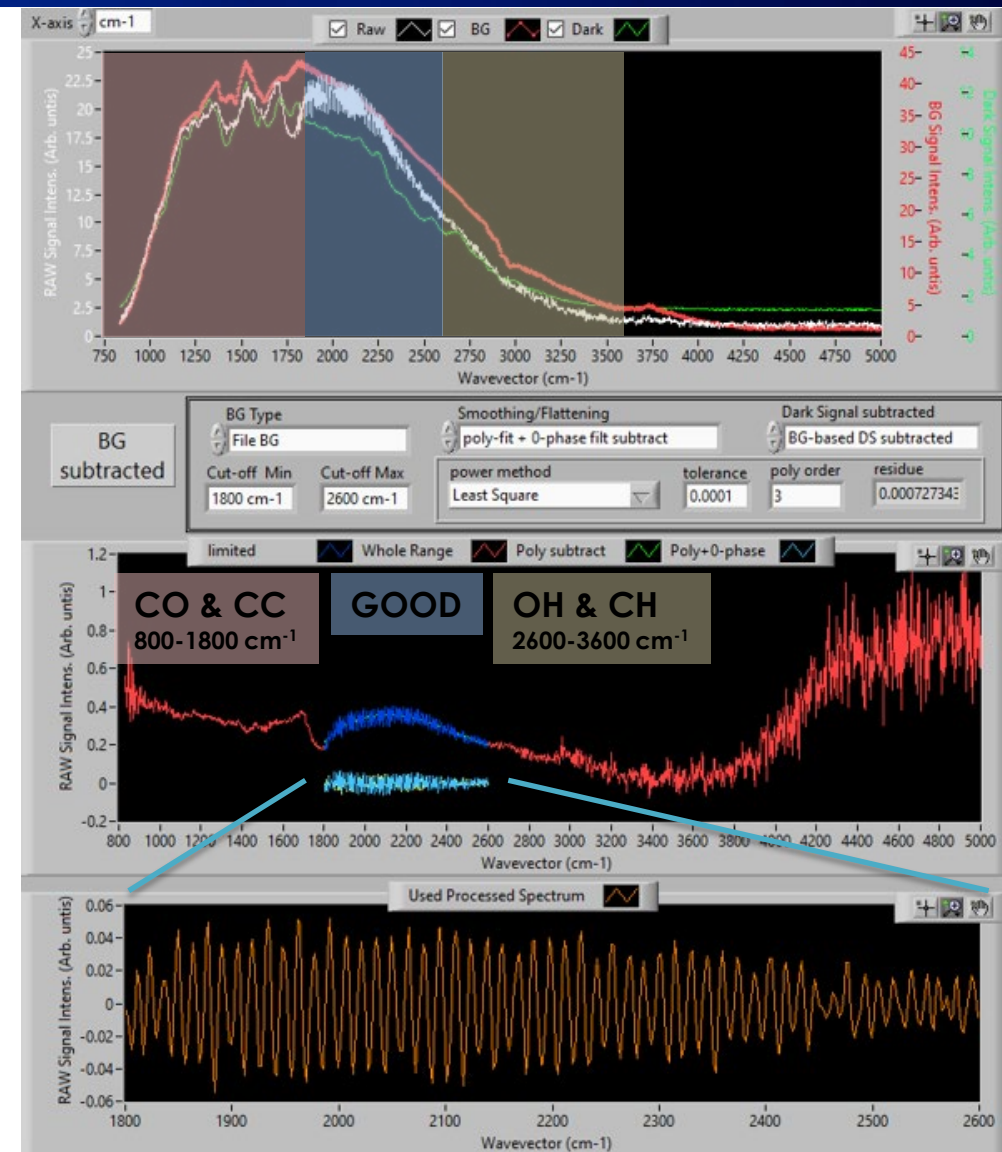 X-axis cm-1 Raw BG Dark
RAW Signal Intens. (Arb. untis)
25-
22.5-
20-
17.5-
15-
12.5-
10-
7.5-
5-
2.5-
0-
45-
40-
35-
30-
25-
20-
15-
10-
5-
0-
BG Signal Intens. (Arb. untis)
Dark Signal Intens. (Arb. untis)
750 1000 1250 1500 1750 2000 2250 2500 2750 3000 3250 3500 3750 4000 4250 4500 4750 5000
Wavevector (cm-1)
BG
subtracted
BG Type Smoothing/Flattening Dark Signal subtracted
File BG poly-fit + 0-phase filt subtract BG-based DS subtracted
Cut-off Min Cut-off Max power method tolerance poly order residue
1800 cm-1 2600 cm-1 Least Square 0.0001 3 0.00072734
limited Whole Range Poly subtract Poly+0-phase
RAW Signal Intens. (Arb. untis)
1.2-
1-
0.8-
0.6-
0.4-
0.2-
0-
-0.2-
CO & CC GOOD OH & CH
800-1800 cm-1 2600-3600 cm-1
800 1000 1200 1400 1600 1800 2000 2200 2400 2600 2800 3000 3200 3400 3600 3800 4000 4200 4400 4600 4800 5000
Wavevector (cm-1)
Used Processed Spectrum
RAW Signal Intens. (Arb. untis)
0.06-
0.04-
0.02-
0-
-0.02-
-0.04-
-0.06-
1800 1900 2000 2100 2200 2300 2400 2500 2600
Wavevector (cm-1)